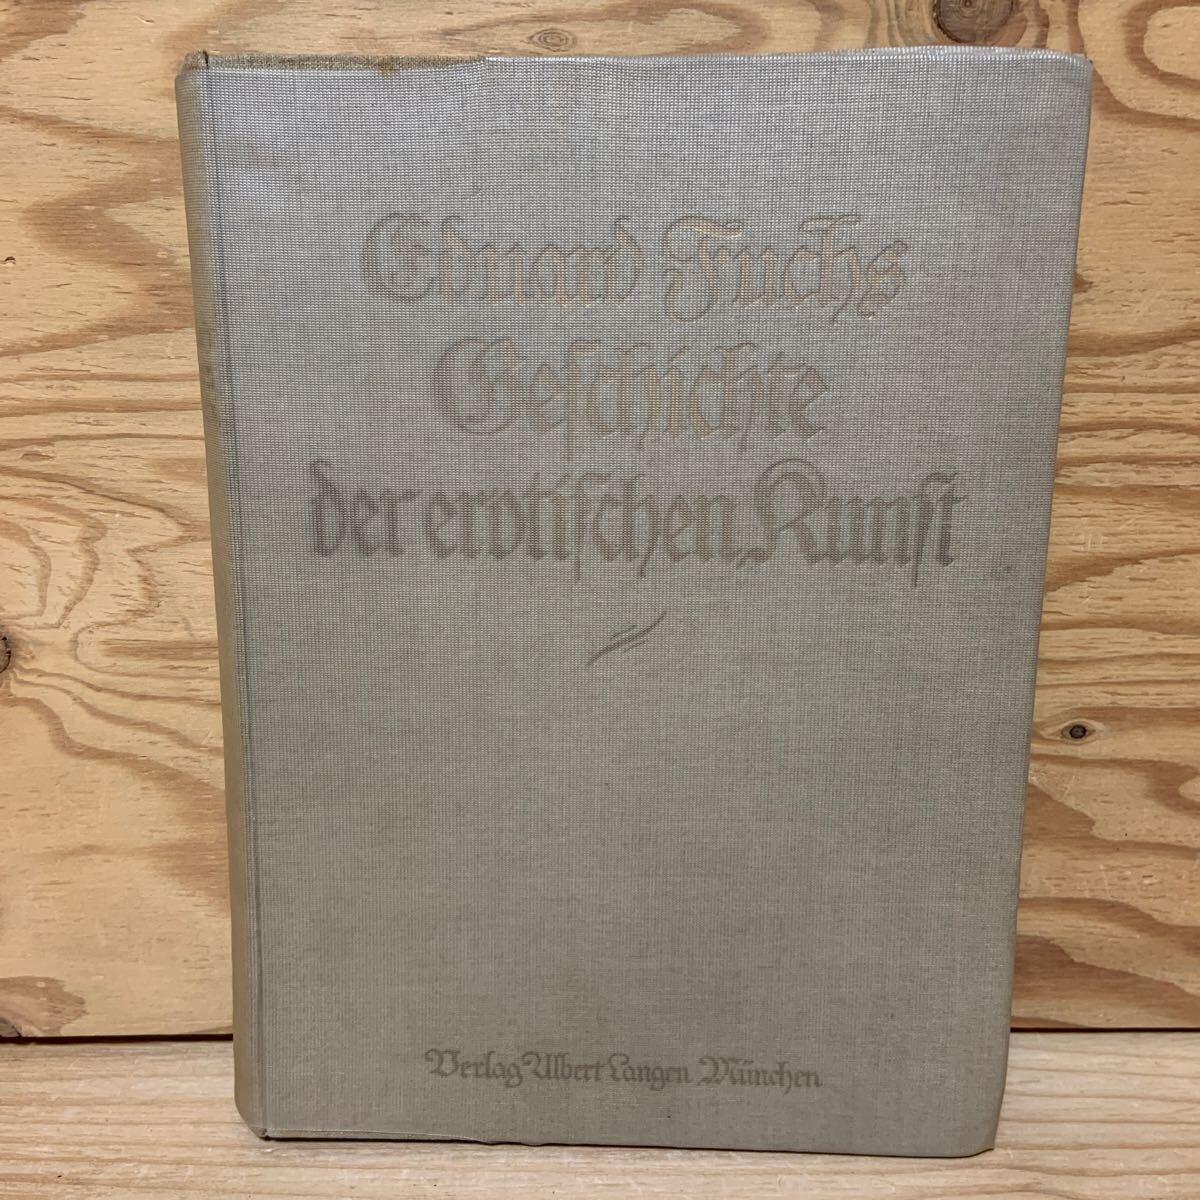 Eduard Fuchs
Geschichte
der erotischen Kunst
Verlag Albert Langen München